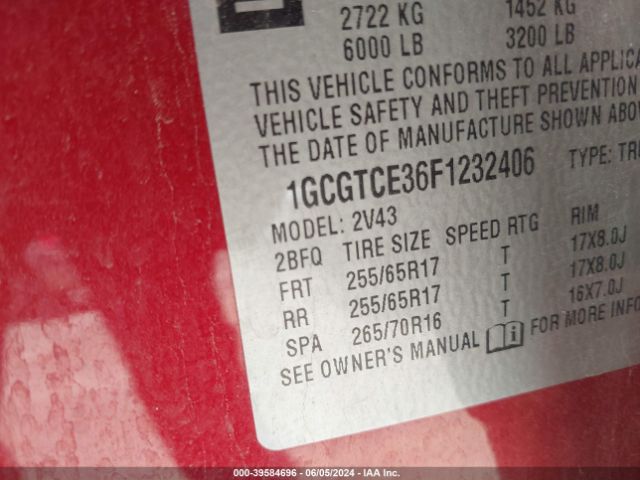 2722 KG 1452 KG
6000 LB 3200 LB
THIS VEHICLE CONFORMS TO ALL APPLICA
VEHICLE SAFETY AND THEFT PREVENTION
THE DATE OF MANUFACTURE SHOWN ABO
1GCGTCE36F1232406 TYPE: TR
MODEL: 2V43
2BFQ TIRE SIZE SPEED RTG RIM
FRT 255/65R17 T 17X8.0J
RR 255/65R17 T 17X8.0J
SPA 265/70R16 T 16X7.0J
SEE OWNER'S MANUAL i FOR MORE INFO
000-39584696 - 06/05/2024 - IAA Inc.